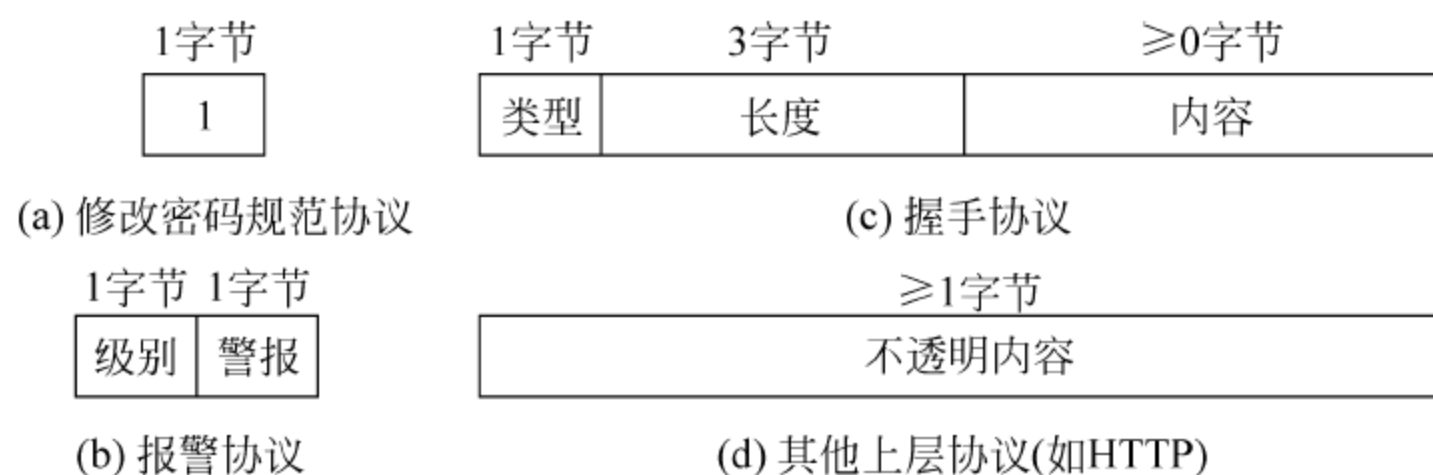 1字节 1字节 3字节 ≥0字节
1 类型 长度 内容
(a) 修改密码规范协议 (c) 握手协议
1字节 1字节 ≥1字节
级别 警报 不透明内容
(b) 报警协议 (d) 其他上层协议(如HTTP)